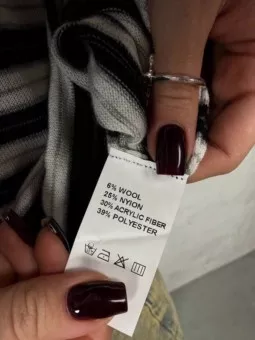 6% WOOL
25% NYION
30% ACRYLIC FIBER
39% POLYESTER